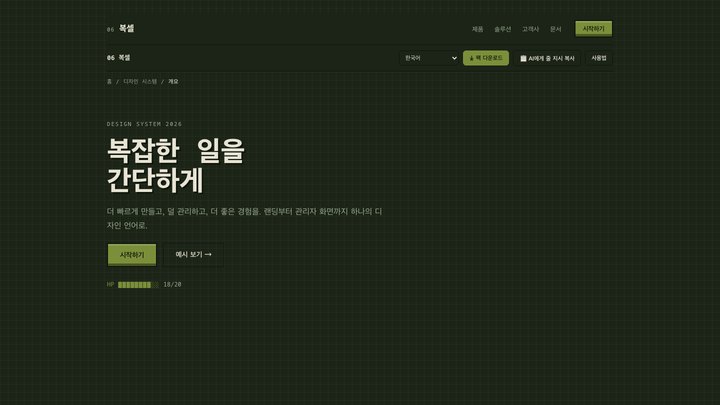 06 복셀
제품 솔루션 고객사 문서 시작하기
06 복셀
한국어 팩 다운로드 AI에게 줄 지시 복사 사용법
홈 / 디자인 시스템 / 개요
DESIGN SYSTEM 2026
복잡한 일을
간단하게
더 빠르게 만들고, 덜 관리하고, 더 좋은 경험을. 랜딩부터 관리자 화면까지 하나의 디
자인 언어로.
시작하기 예시 보기 →
HP ████████░░ 18/20